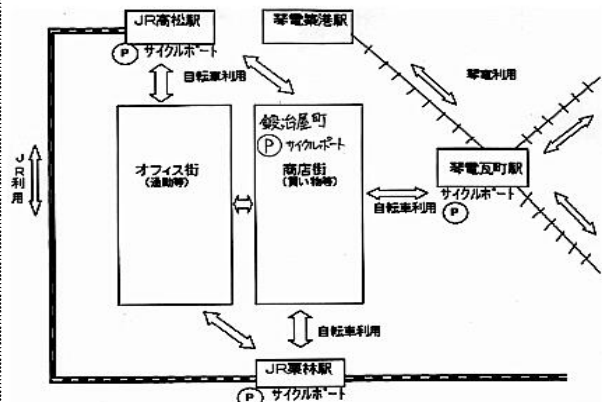 JR高松駅
琴電築港駅
P サイクルポート
自転車利用
琴電利用
鍛冶屋町
P サイクルポート
オフィス街
(通勤等)
商店街
(買い物等)
琴電瓦町駅
サイクルポート
P
自転車利用
JR利用
自転車利用
JR栗林駅
P サイクルポート